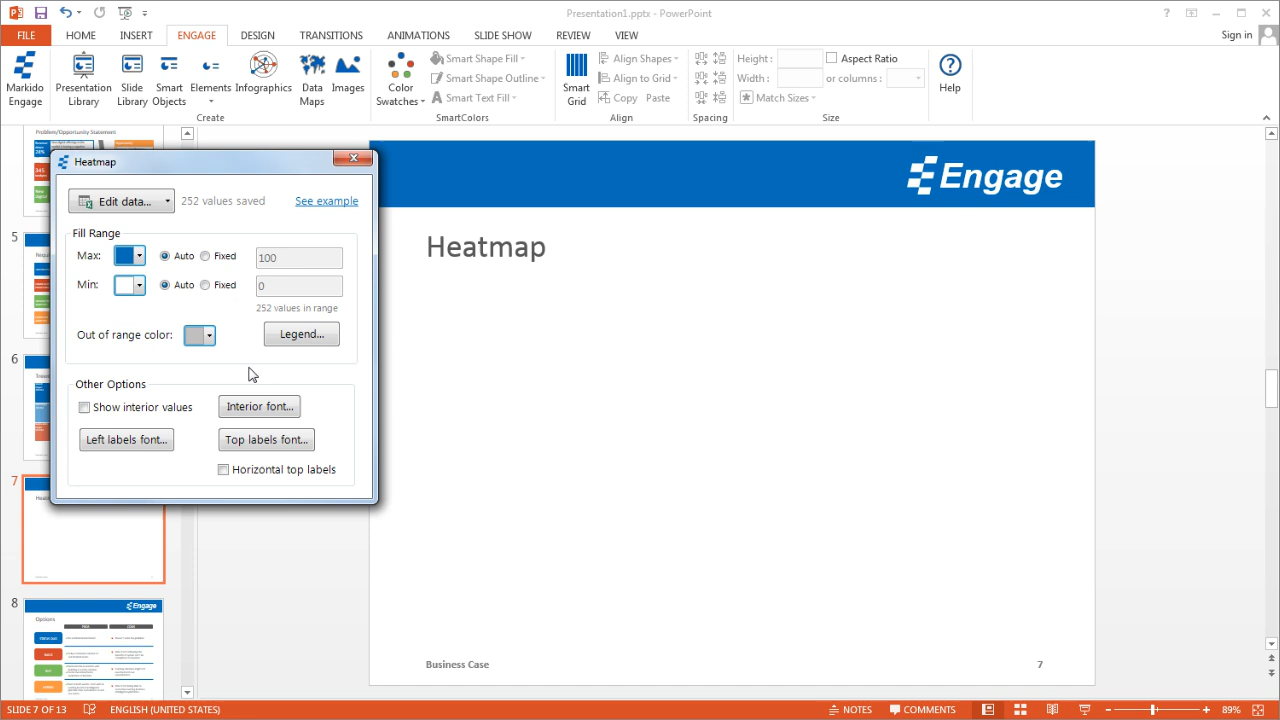 Presentation1.pptx - PowerPoint
FILE HOME INSERT ENGAGE DESIGN TRANSITIONS ANIMATIONS SLIDE SHOW REVIEW VIEW Sign in
Markido Engage
Presentation Library
Slide Library
Smart Objects
Elements
Infographics
Data Maps
Images
Create
Color Swatches
Smart Shape Fill
Smart Shape Outline
Smart Text Fill
SmartColors
Smart Grid
Align Shapes
Align to Grid
Copy Paste
Align
Spacing
Height: Aspect Ratio
Width: or columns:
Match Sizes
Size
Help
Problem/Opportunity Statement
Heatmap
Edit data... 252 values saved See example
Fill Range
Max: Auto Fixed 100
Min: Auto Fixed 0
252 values in range
Out of range color: Legend...
Other Options
Show interior values Interior font...
Left labels font... Top labels font...
Horizontal top labels
5
6
7
8
Engage
Options
Engage
Heatmap
Business Case 7
SLIDE 7 OF 13 ENGLISH (UNITED STATES) NOTES COMMENTS 89%